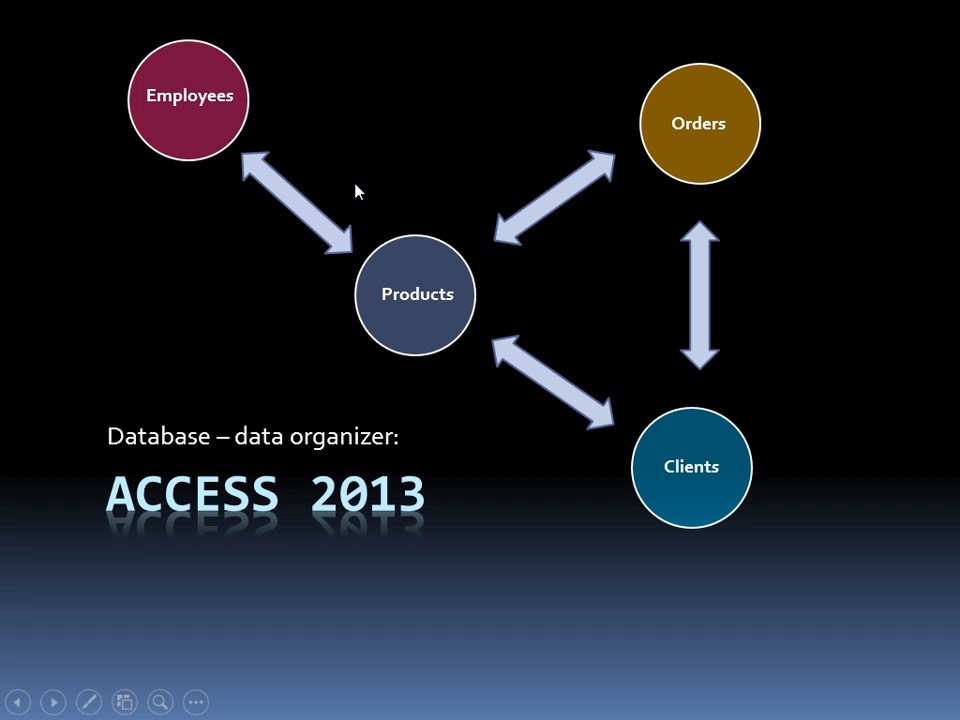 Employees
Orders
Products
Clients
Database – data organizer:
ACCESS 2013